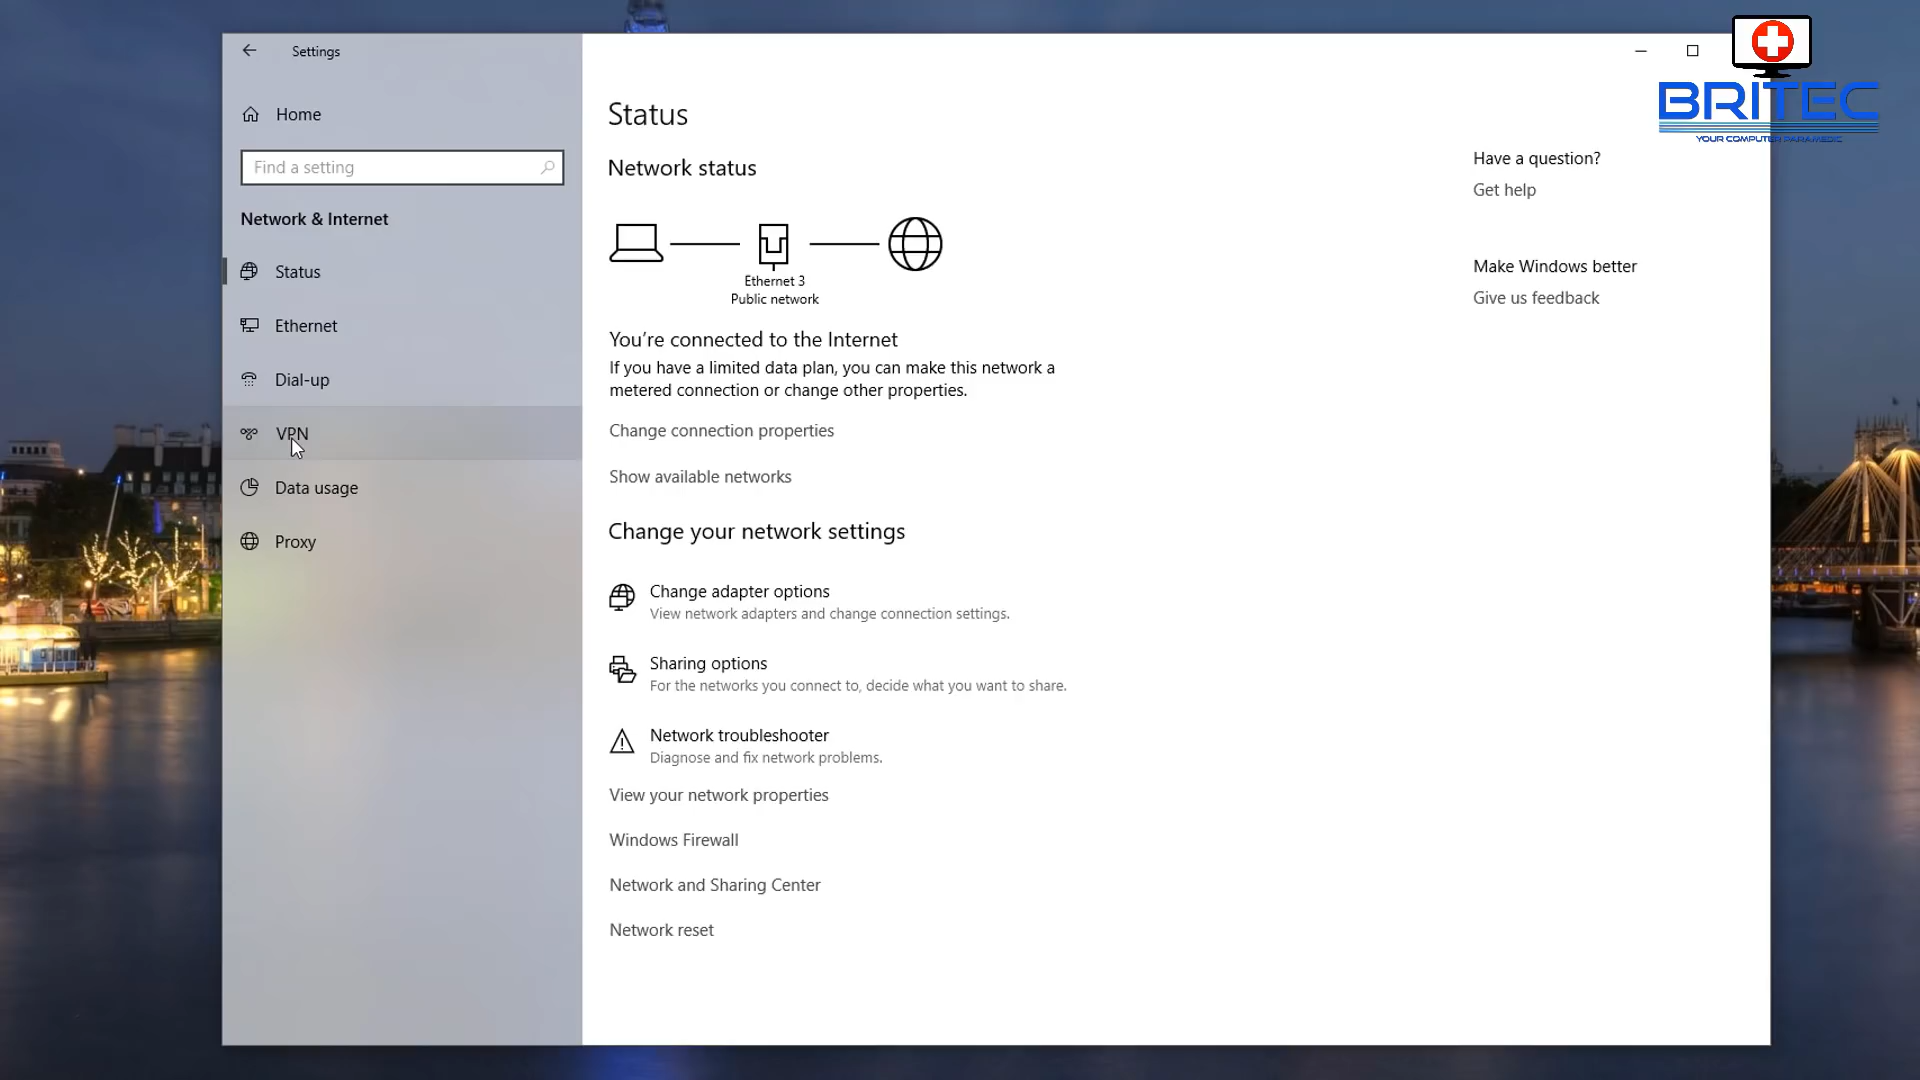 Settings
Home
Find a setting
Network & Internet
Status
Ethernet
Dial-up
VPN
Data usage
Proxy
Status
Network status
Ethernet 3
Public network
You're connected to the Internet
If you have a limited data plan, you can make this network a
metered connection or change other properties.
Change connection properties
Show available networks
Change your network settings
Change adapter options
View network adapters and change connection settings.
Sharing options
For the networks you connect to, decide what you want to share.
Network troubleshooter
Diagnose and fix network problems.
View your network properties
Windows Firewall
Network and Sharing Center
Network reset
Have a question?
Get help
Make Windows better
Give us feedback
BRITEC
YOUR COMPUTER PARAMEDIC